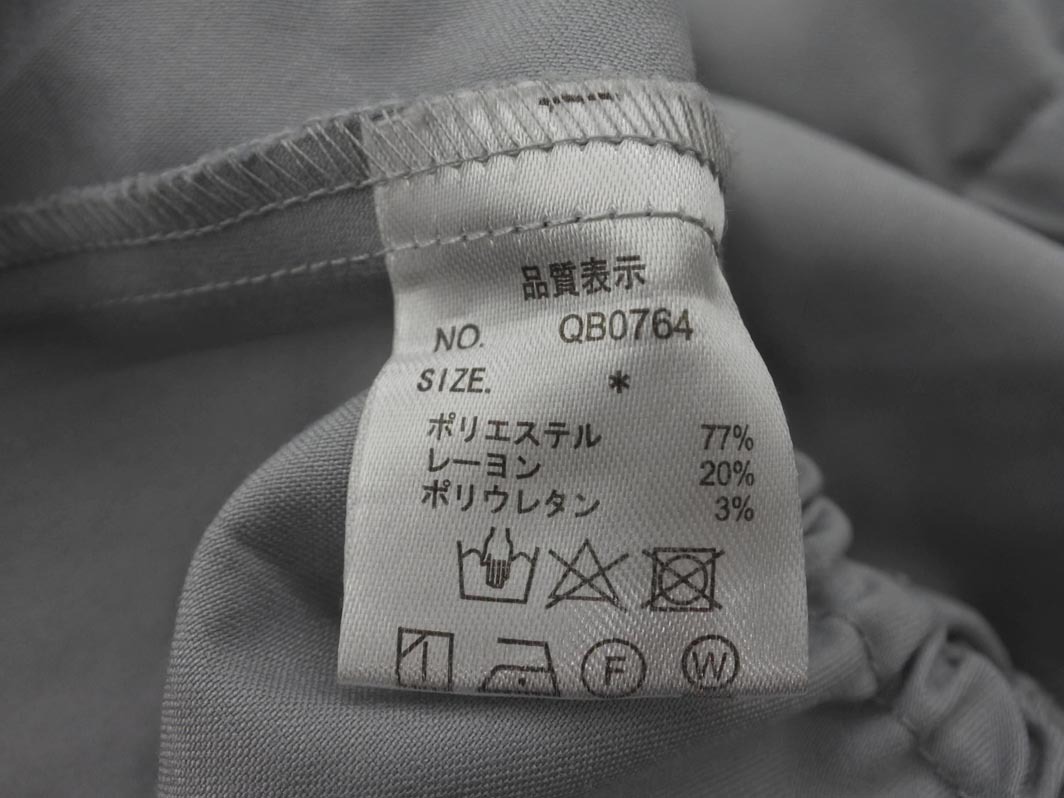 品質表示
NO. QB0764
SIZE. *
ポリエステル 77%
レーヨン 20%
ポリウレタン 3%
F W